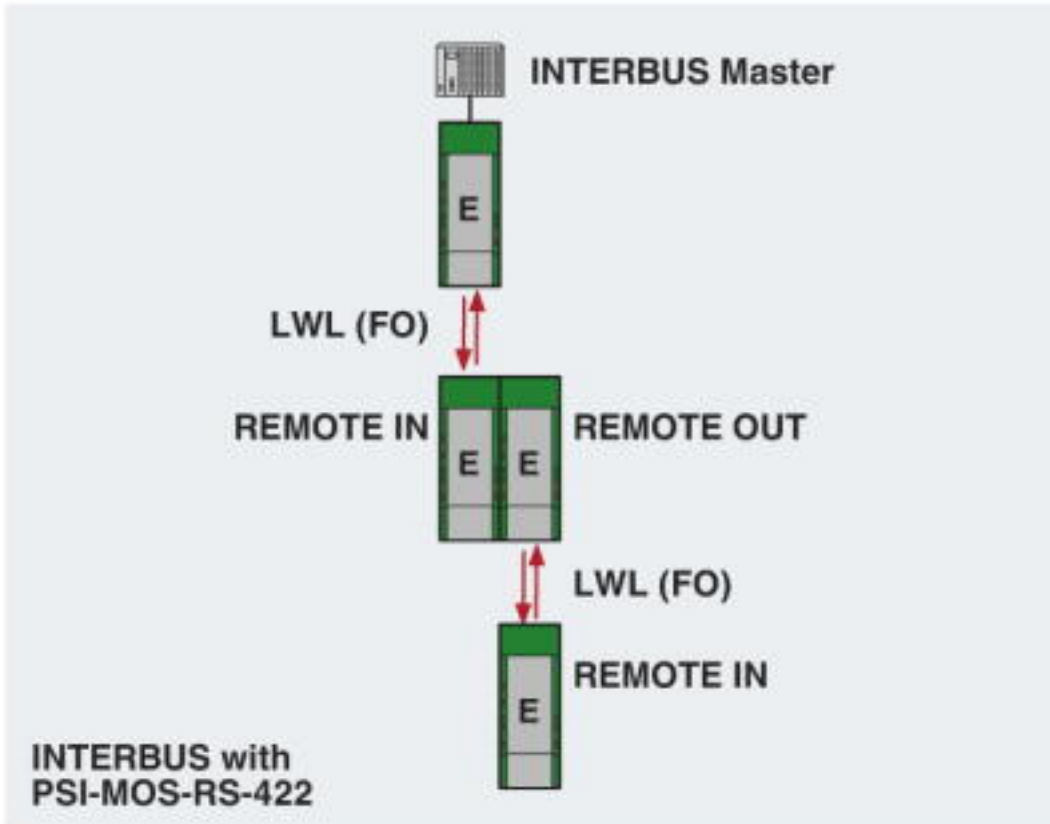 INTERBUS Master
E
LWL (FO)
REMOTE IN
E
E
REMOTE OUT
LWL (FO)
E
REMOTE IN
INTERBUS with
PSI-MOS-RS-422